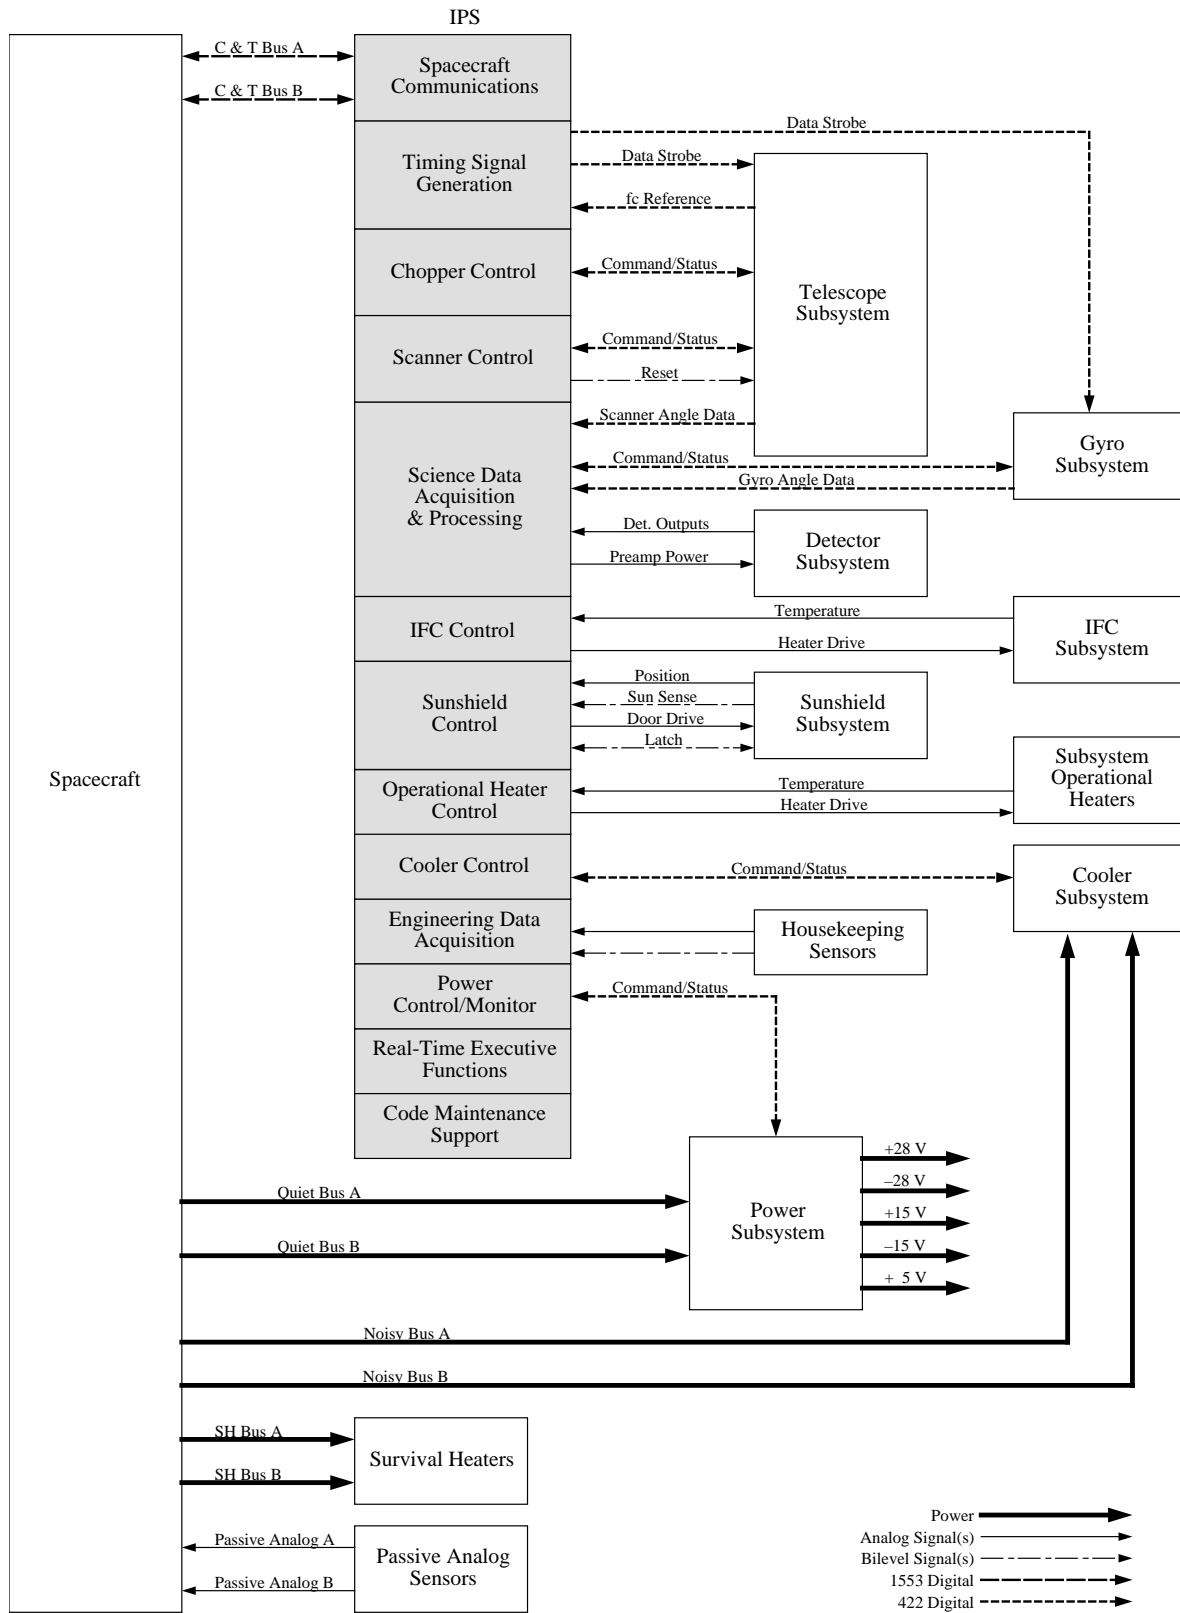 IPS
C & T Bus A
C & T Bus B
Spacecraft
Communications
Data Strobe
Timing Signal
Generation
Data Strobe
fc Reference
Chopper Control
Command/Status
Telescope
Subsystem
Scanner Control
Command/Status
Reset
Scanner Angle Data
Science Data
Acquisition
& Processing
Command/Status
Gyro Angle Data
Gyro
Subsystem
Det. Outputs
Preamp Power
Detector
Subsystem
IFC Control
Temperature
Heater Drive
IFC
Subsystem
Sunshield
Control
Position
Sun Sense
Door Drive
Latch
Sunshield
Subsystem
Spacecraft
Operational Heater
Control
Temperature
Heater Drive
Subsystem
Operational
Heaters
Cooler Control
Command/Status
Cooler
Subsystem
Engineering Data
Acquisition
Housekeeping
Sensors
Power
Control/Monitor
Command/Status
Real-Time Executive
Functions
Code Maintenance
Support
Quiet Bus A
Quiet Bus B
Power
Subsystem
+28 V
–28 V
+15 V
–15 V
+ 5 V
Noisy Bus A
Noisy Bus B
SH Bus A
SH Bus B
Survival Heaters
Passive Analog A
Passive Analog B
Passive Analog
Sensors
Power
Analog Signal(s)
Bilevel Signal(s)
1553 Digital
422 Digital